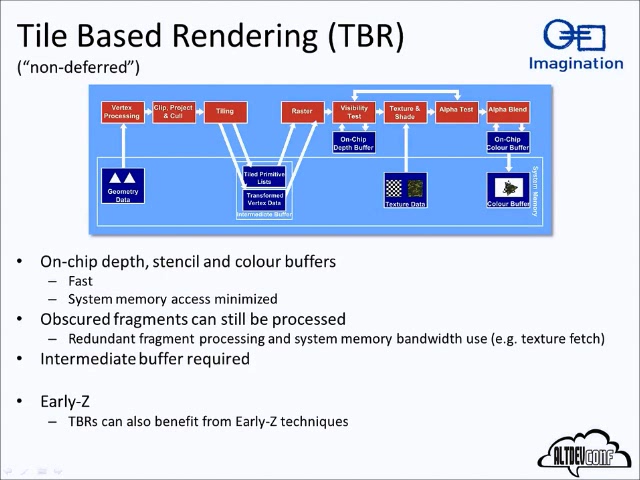 Tile Based Rendering (TBR)
("non-deferred")
Imagination
Vertex Processing
Clip, Project & Cull
Tiling
Raster
Visibility Test
Texture & Shade
Alpha Test
Alpha Blend
On-Chip Depth Buffer
On-Chip Colour Buffer
Geometry Data
Tiled Primitive Lists
Transformed Vertex Data
Intermediate Buffer
Texture Data
Colour Buffer
System Memory
• On-chip depth, stencil and colour buffers
– Fast
– System memory access minimized
• Obscured fragments can still be processed
– Redundant fragment processing and system memory bandwidth use (e.g. texture fetch)
• Intermediate buffer required
• Early-Z
– TBRs can also benefit from Early-Z techniques
ALTDEVCONF